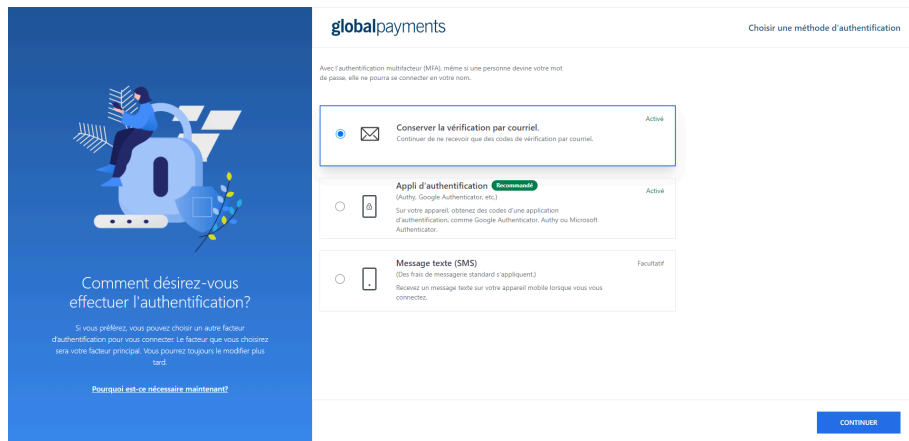 globalpayments
Choisir une méthode d'authentification
Avec l'authentification multifacteur (MFA), même si une personne devine votre mot
de passe, elle ne pourra se connecter en votre nom.
Conserver la vérification par courriel.
Activé
Continuer de ne recevoir que des codes de vérification par courriel.
Appli d'authentification Recommandé
Activé
(Authy, Google Authenticator, etc.)
Sur votre appareil, obtenez des codes d'une application
d'authentification, comme Google Authenticator, Authy ou Microsoft
Authenticator.
Message texte (SMS)
Facultatif
(Des frais de messagerie standard s'appliquent.)
Recevez un message texte sur votre appareil mobile lorsque vous vous
connectez.
Comment désirez-vous
effectuer l'authentification?
Si vous préférez, vous pouvez choisir un autre facteur
d'authentification pour vous connecter. Le facteur que vous choisirez
sera votre facteur principal. Vous pourrez toujours le modifier plus
tard.
Pourquoi est-ce nécessaire maintenant?
CONTINUER